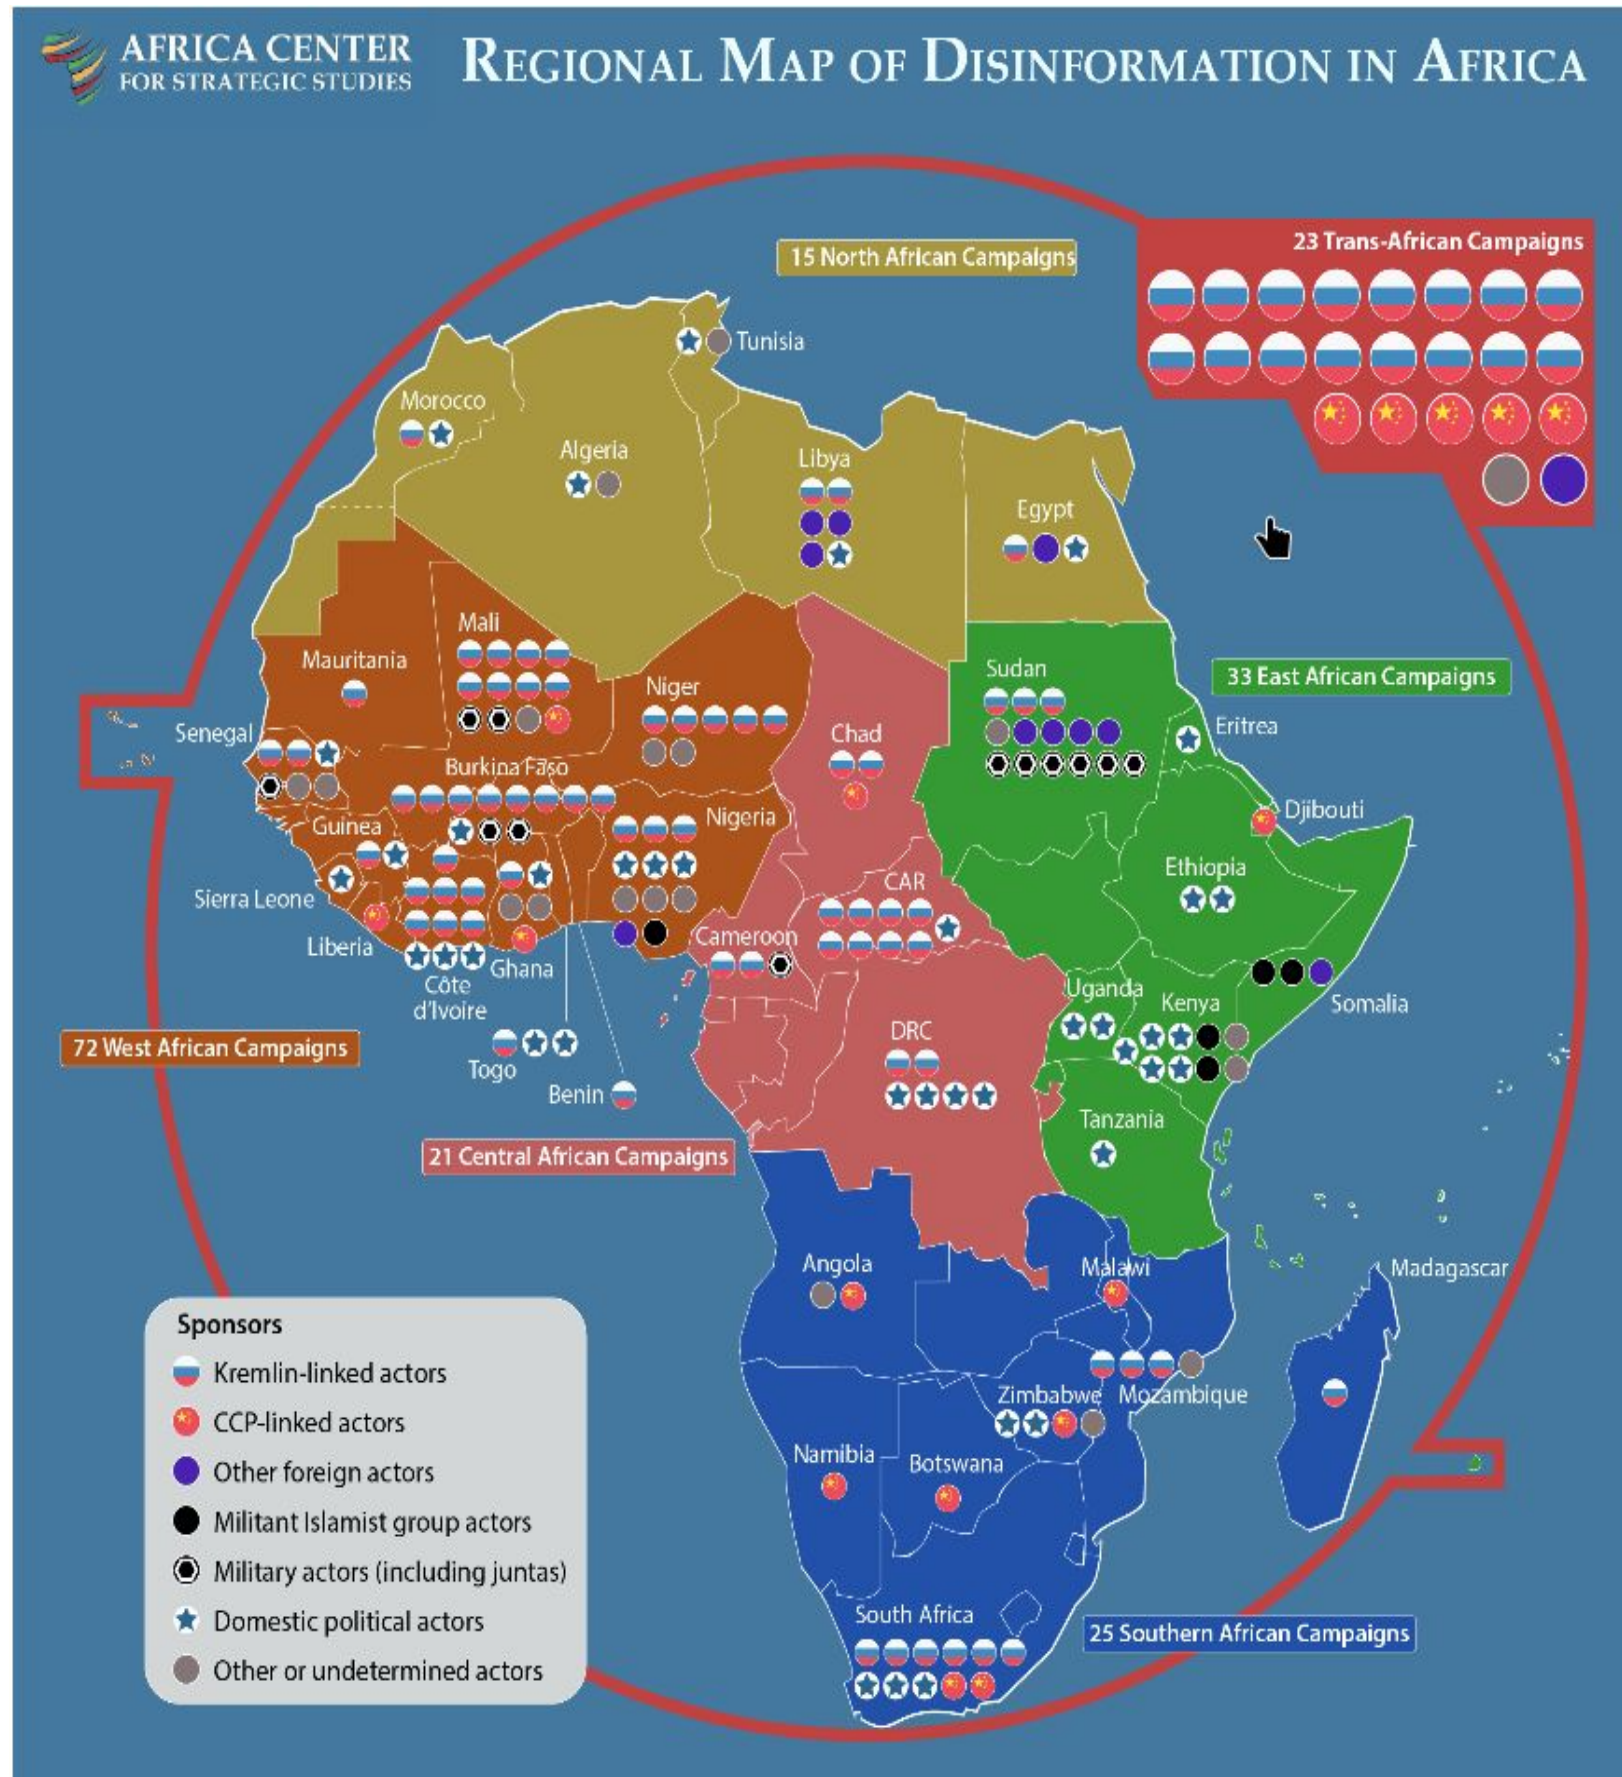 AFRICA CENTER
FOR STRATEGIC STUDIES
REGIONAL MAP OF DISINFORMATION IN AFRICA
23 Trans-African Campaigns
15 North African Campaigns
Tunisia
Morocco
Algeria
Libya
Egypt
Mali
Mauritania
Niger
Sudan
33 East African Campaigns
Senegal
Chad
Eritrea
Burkina Faso
Djibouti
Guinea
Nigeria
Ethiopia
CAR
Sierra Leone
Liberia
Cameroon
Ghana
Côte
d'Ivoire
Uganda
Kenya
Somalia
72 West African Campaigns
DRC
Togo
Benin
Tanzania
21 Central African Campaigns
Angola
Malawi
Madagascar
Zimbabwe
Mozambique
Namibia
Botswana
South Africa
25 Southern African Campaigns
Sponsors
Kremlin-linked actors
CCP-linked actors
Other foreign actors
Militant Islamist group actors
Military actors (including juntas)
Domestic political actors
Other or undetermined actors